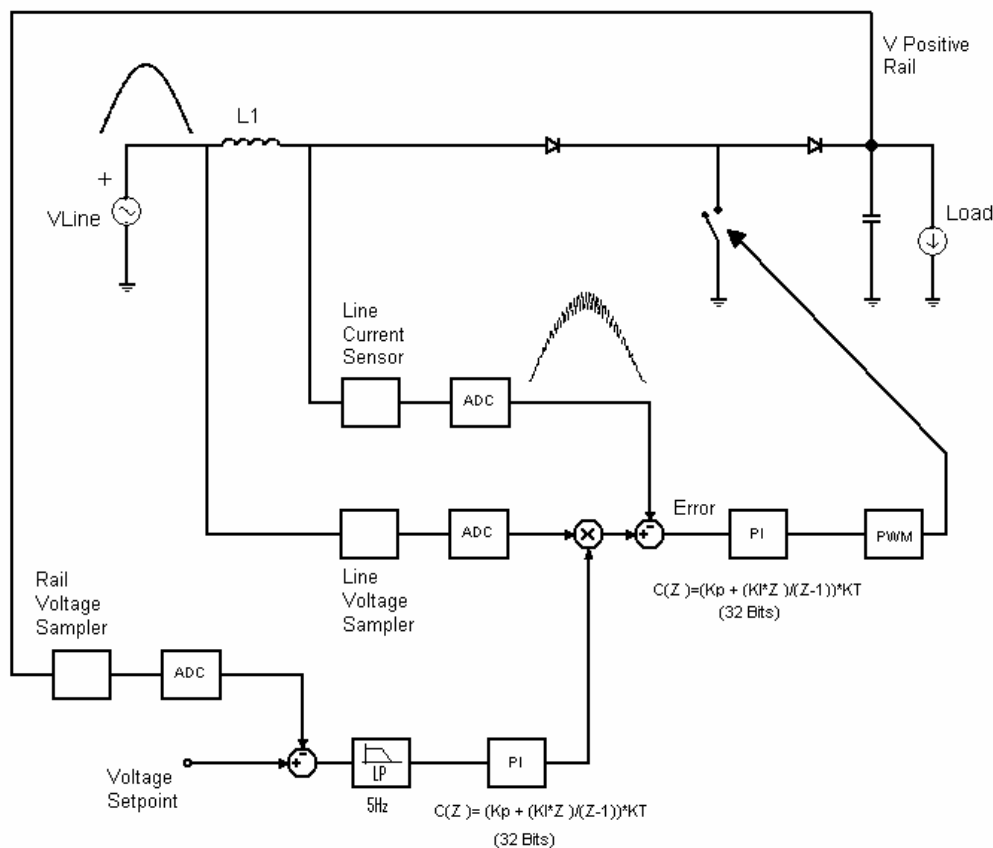 V Positive
Rail
L1
+
VLine
Load
Line
Current
Sensor
ADC
-
+
Error
PI
PWM
ADC
X
Line
Voltage
Sampler
C(Z )=(Kp + (KI*Z )/(Z-1))*KT
(32 Bits)
Rail
Voltage
Sampler
ADC
-
+
Voltage
Setpoint
LP
5Hz
PI
C(Z )= (Kp + (KI*Z )/(Z-1))*KT
(32 Bits)